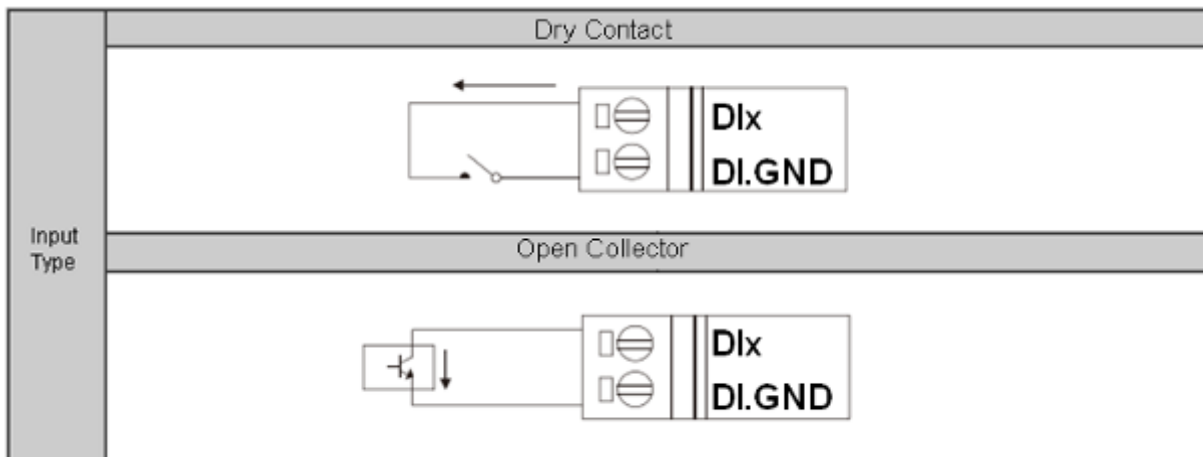 Dry Contact
DIx
DI.GND
Input
Type
Open Collector
DIx
DI.GND